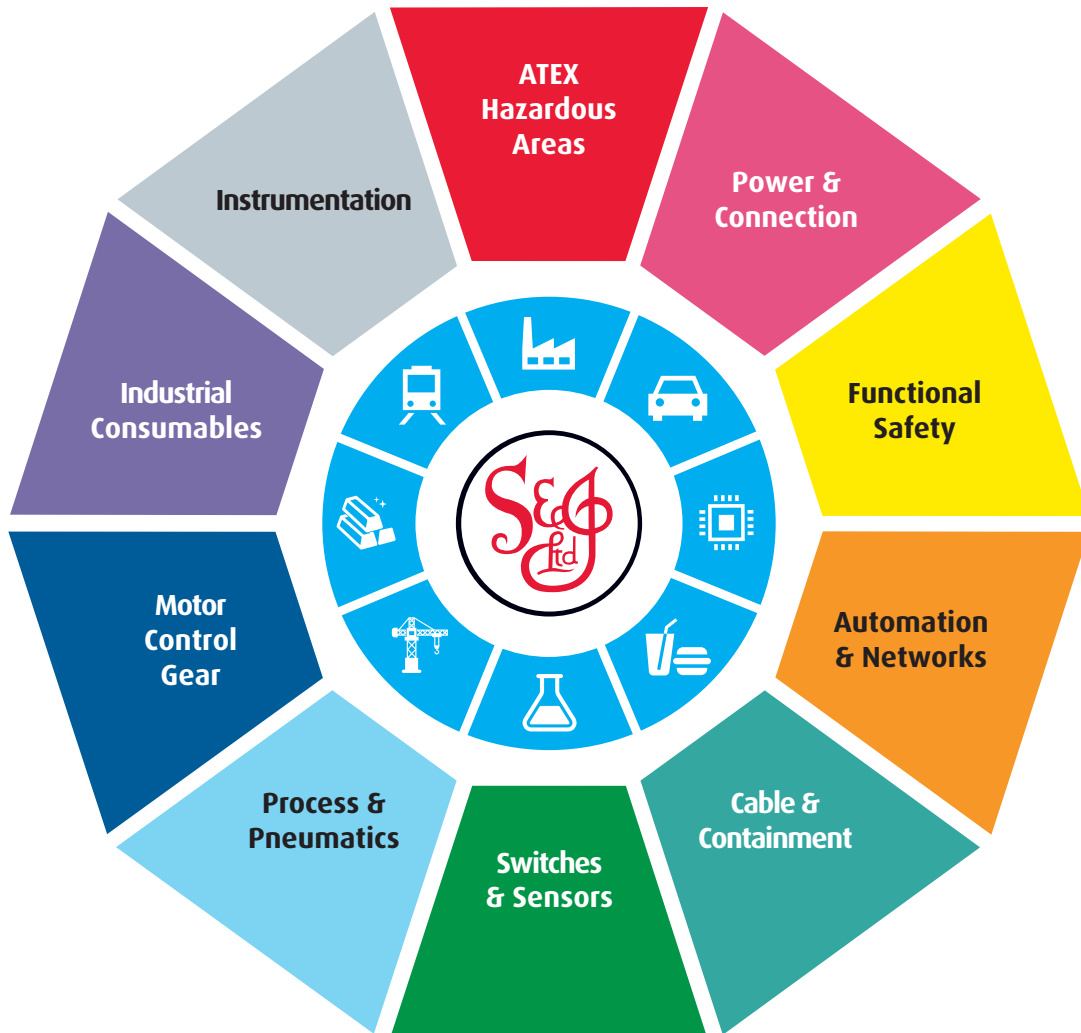 ATEX
Hazardous
Areas
Power &
Connection
Functional
Safety
Automation
& Networks
Cable &
Containment
Switches
& Sensors
Process &
Pneumatics
Motor
Control
Gear
Industrial
Consumables
Instrumentation
S&J
Ltd